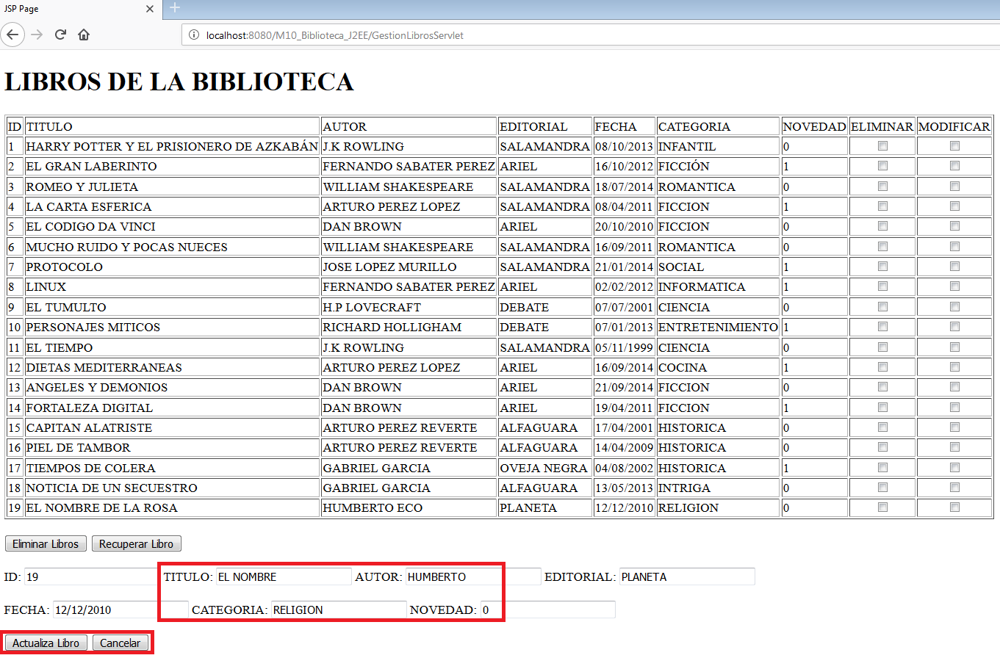 JSP Page
localhost:8080/M10_Biblioteca_J2EE/GestionLibrosServlet
LIBROS DE LA BIBLIOTECA
ID TITULO AUTOR EDITORIAL FECHA CATEGORIA NOVEDAD ELIMINAR MODIFICAR
1 HARRY POTTER Y EL PRISIONERO DE AZKABÁN J.K ROWLING SALAMANDRA 08/10/2013 INFANTIL 0
2 EL GRAN LABERINTO FERNANDO SABATER PEREZ ARIEL 16/10/2012 FICCIÓN 1
3 ROMEO Y JULIETA WILLIAM SHAKESPEARE SALAMANDRA 18/07/2014 ROMANTICA 0
4 LA CARTA ESFERICA ARTURO PEREZ LOPEZ SALAMANDRA 08/04/2011 FICCION 1
5 EL CODIGO DA VINCI DAN BROWN ARIEL 20/10/2010 FICCION 0
6 MUCHO RUIDO Y POCAS NUECES WILLIAM SHAKESPEARE SALAMANDRA 16/09/2011 ROMANTICA 0
7 PROTOCOLO JOSE LOPEZ MURILLO SALAMANDRA 21/01/2014 SOCIAL 1
8 LINUX FERNANDO SABATER PEREZ ARIEL 02/02/2012 INFORMATICA 1
9 EL TUMULTO H.P LOVECRAFT DEBATE 07/07/2001 CIENCIA 0
10 PERSONAJES MITICOS RICHARD HOLLIGHAM DEBATE 07/01/2013 ENTRETENIMIENTO 1
11 EL TIEMPO J.K ROWLING SALAMANDRA 05/11/1999 CIENCIA 0
12 DIETAS MEDITERRANEAS ARTURO PEREZ LOPEZ ARIEL 16/09/2014 COCINA 1
13 ANGELES Y DEMONIOS DAN BROWN ARIEL 21/09/2014 FICCION 0
14 FORTALEZA DIGITAL DAN BROWN ARIEL 19/04/2011 FICCION 1
15 CAPITAN ALATRISTE ARTURO PEREZ REVERTE ALFAGUARA 17/04/2001 HISTORICA 0
16 PIEL DE TAMBOR ARTURO PEREZ REVERTE ALFAGUARA 14/04/2009 HISTORICA 0
17 TIEMPOS DE COLERA GABRIEL GARCIA OVEJA NEGRA 04/08/2002 HISTORICA 1
18 NOTICIA DE UN SECUESTRO GABRIEL GARCIA ALFAGUARA 13/05/2013 INTRIGA 0
19 EL NOMBRE DE LA ROSA HUMBERTO ECO PLANETA 12/12/2010 RELIGION 0
Eliminar Libros Recuperar Libro
ID: 19 TITULO: EL NOMBRE AUTOR: HUMBERTO EDITORIAL: PLANETA
FECHA: 12/12/2010 CATEGORIA: RELIGION NOVEDAD: 0
Actualiza Libro Cancelar